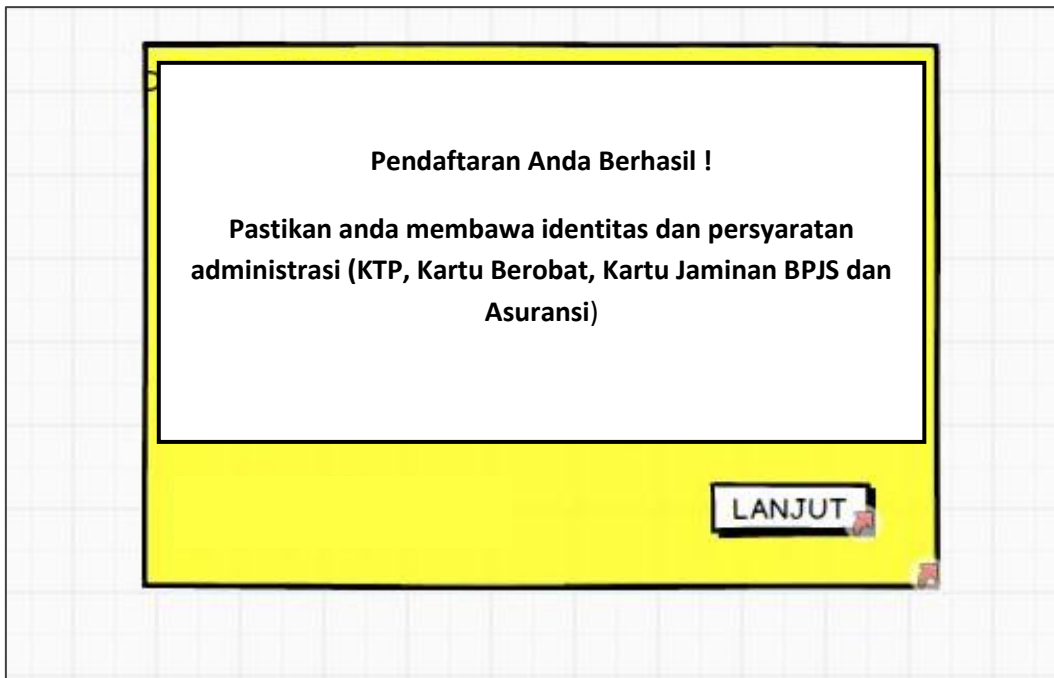 Pendaftaran Anda Berhasil !
Pastikan anda membawa identitas dan persyaratan
administrasi (KTP, Kartu Berobat, Kartu Jaminan BPJS dan
Asuransi)
LANJUT